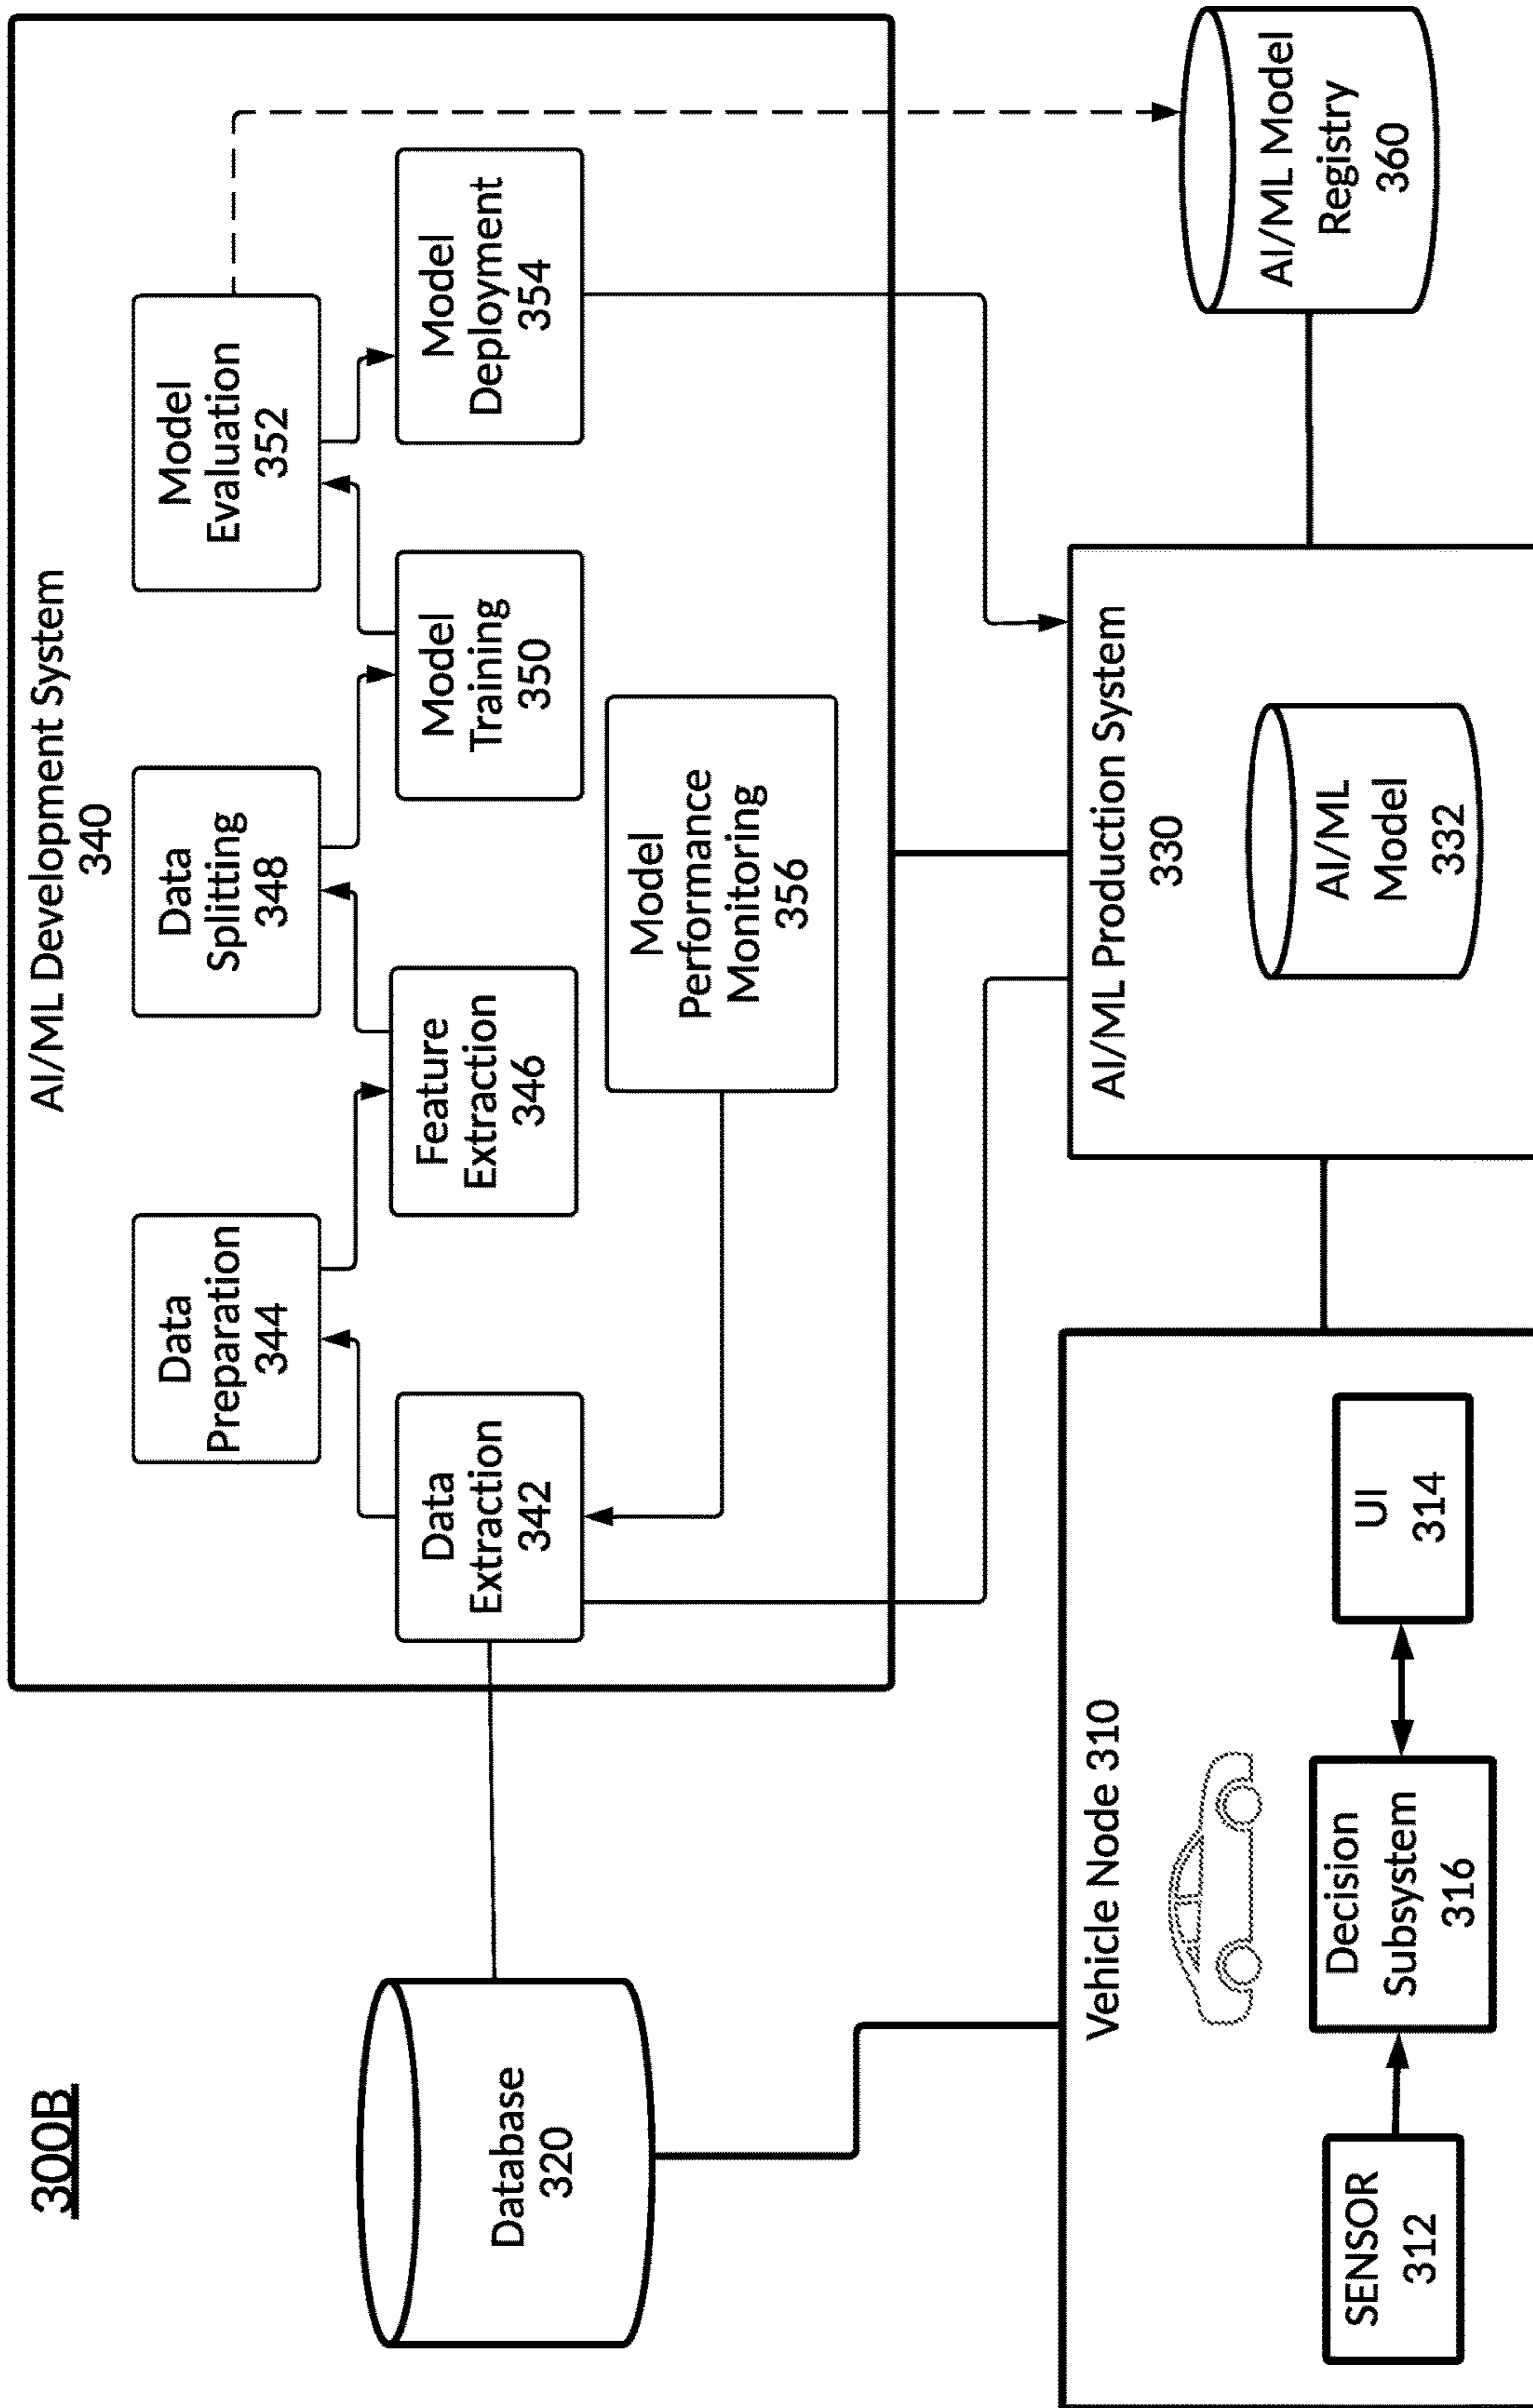 300B
AI/ML Development System
340
Data
Preparation
344
Data
Splitting
348
Model
Evaluation
352
Data
Extraction
342
Feature
Extraction
346
Model
Training
350
Model
Deployment
354
Model
Performance
Monitoring
356
Database
320
Vehicle Node 310
SENSOR
312
Decision
Subsystem
316
UI
314
AI/ML Production System
330
AI/ML
Model
332
AI/ML Model
Registry
360